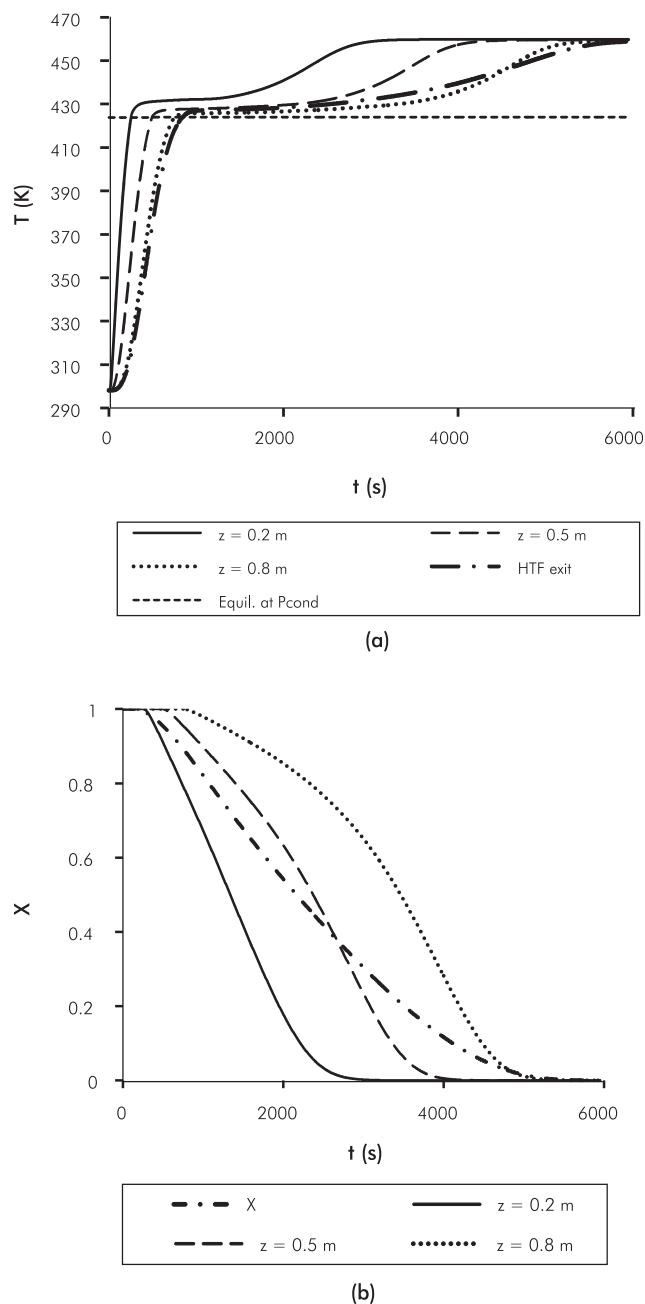 470
450
430
410
390
370
350
330
310
290
T (K)
0 2000 4000 6000
t (s)
z = 0.2 m z = 0.5 m
z = 0.8 m HTF exit
Equil. at Pcond
(a)
1
0.8
0.6
0.4
0.2
0
X
0 2000 4000 6000
t (s)
X z = 0.2 m
z = 0.5 m z = 0.8 m
(b)